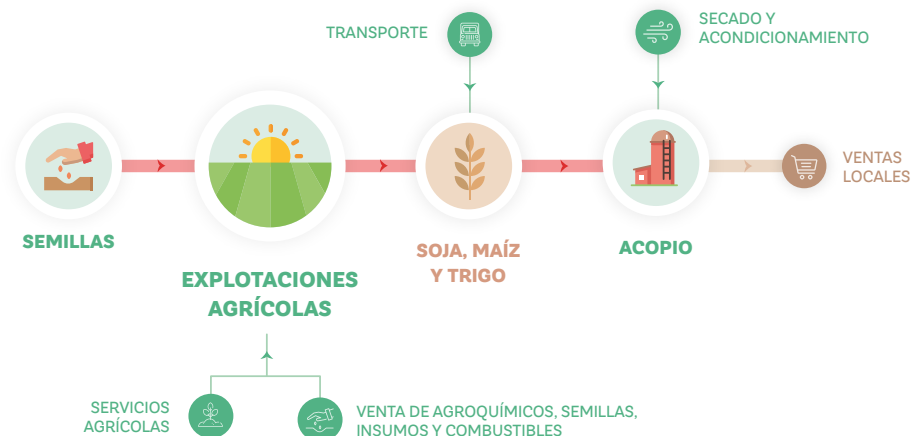 TRANSPORTE
SECADO Y
ACONDICIONAMIENTO
VENTAS
LOCALES
SEMILLAS
EXPLOTACIONES
AGRÍCOLAS
SOJA, MAÍZ
Y TRIGO
ACOPIO
SERVICIOS
AGRÍCOLAS
VENTA DE AGROQUÍMICOS, SEMILLAS,
INSUMOS Y COMBUSTIBLES